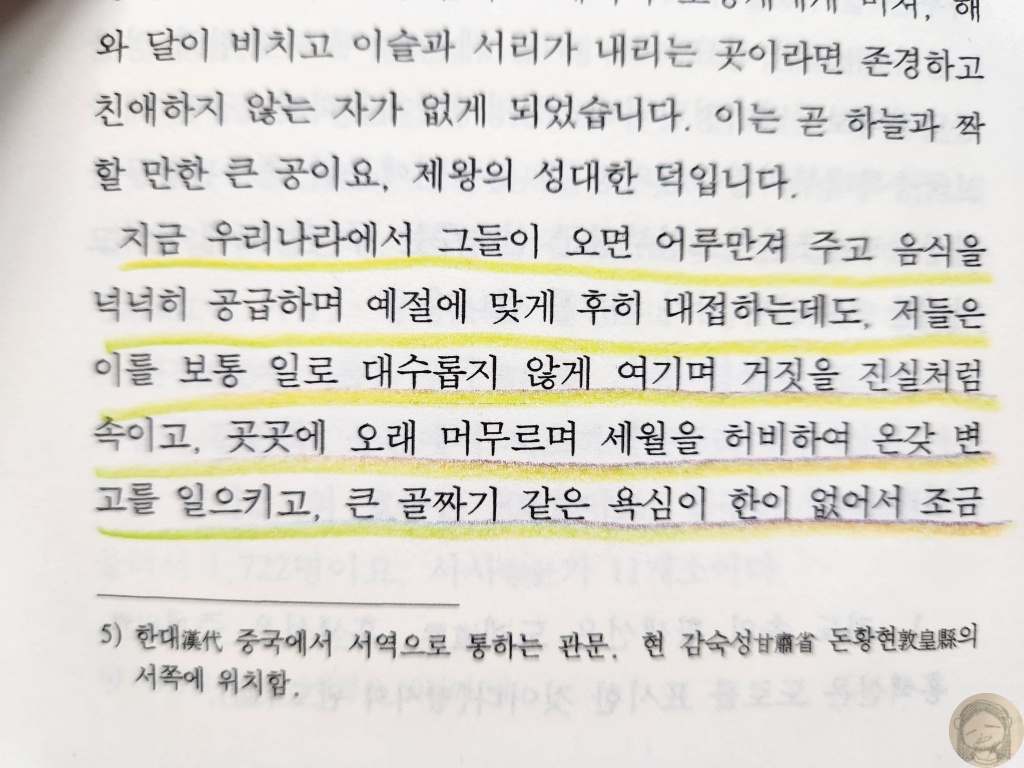 해
와 달이 비치고 이슬과 서리가 내리는 곳이라면 존경하고
친애하지 않는 자가 없게 되었습니다. 이는 곧 하늘과 짝
할 만한 큰 공이요, 제왕의 성대한 덕입니다.
지금 우리나라에서 그들이 오면 어루만져 주고 음식을
넉넉히 공급하며 예절에 맞게 후히 대접하는데도, 저들은
이를 보통 일로 대수롭지 않게 여기며 거짓을 진실처럼
속이고, 곳곳에 오래 머무르며 세월을 허비하여 온갖 변
고를 일으키고, 큰 골짜기 같은 욕심이 한이 없어서 조금
5) 한대漢代 중국에서 서역으로 통하는 관문. 현 감숙성甘肅省 돈황현敦皇縣의
서쪽에 위치함.